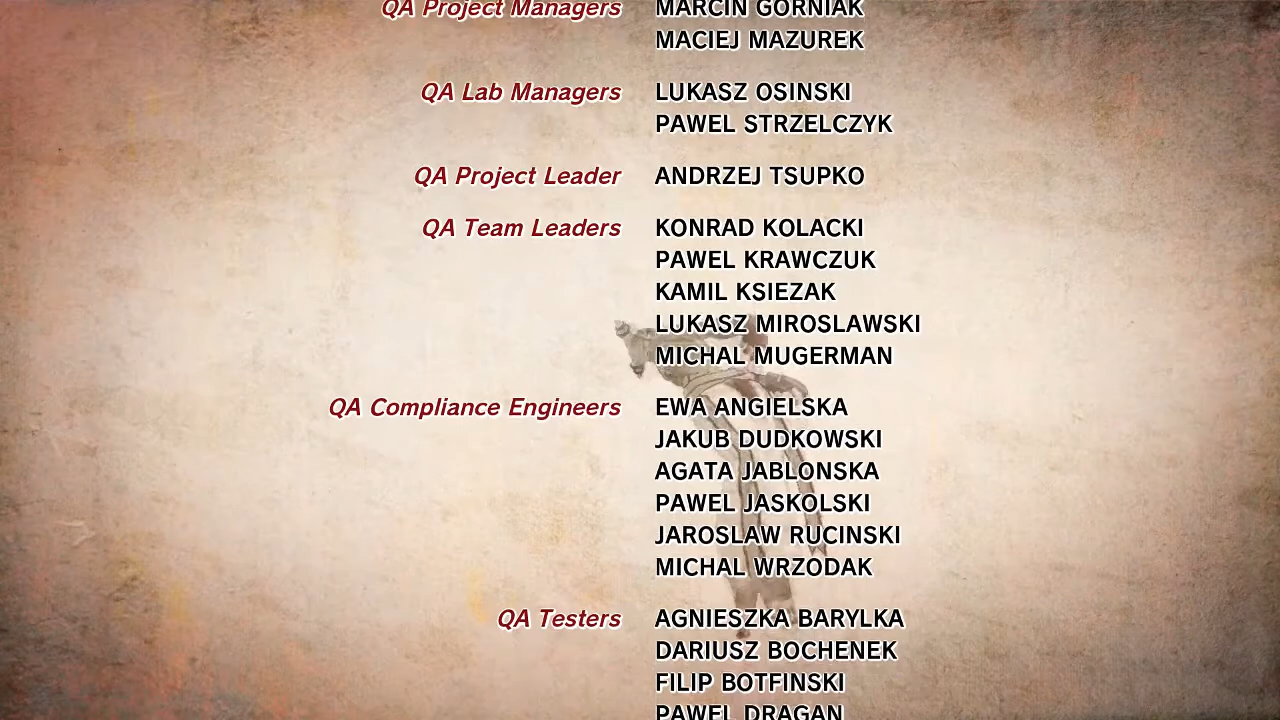 QA Project Managers MARCIN GORNIAK
MACIEJ MAZUREK
QA Lab Managers LUKASZ OSINSKI
PAWEL STRZELCZYK
QA Project Leader ANDRZEJ TSUPKO
QA Team Leaders KONRAD KOLACKI
PAWEL KRAWCZUK
KAMIL KSIEZAK
LUKASZ MIROSLAWSKI
MICHAL MUGERMAN
QA Compliance Engineers EWA ANGIELSKA
JAKUB DUDKOWSKI
AGATA JABLONSKA
PAWEL JASKOLSKI
JAROSLAW RUCINSKI
MICHAL WRZODAK
QA Testers AGNIESZKA BARYLKA
DARIUSZ BOCHENEK
FILIP BOTFINSKI
PAWEL DRAGAN